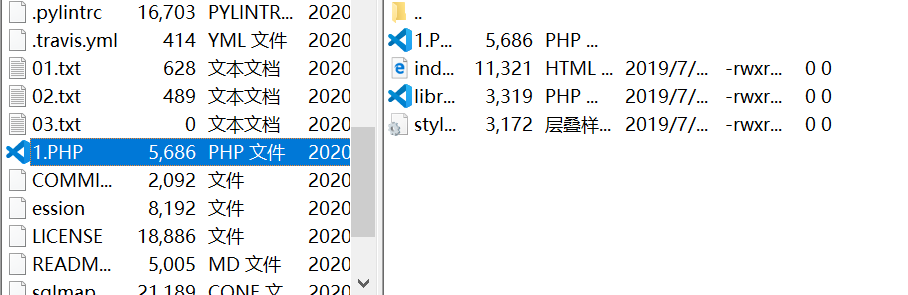 .pylintrc 16,703 PYLINTR... 2020
.travis.yml 414 YML 文件 2020
01.txt 628 文本文档 2020
02.txt 489 文本文档 2020
03.txt 0 文本文档 2020
1.PHP 5,686 PHP 文件 2020
COMMI... 2,092 文件 2020
ession 8,192 文件 2020
LICENSE 18,886 文件 2020
READM... 5,005 MD 文件 2020
sqlmap 21,189 CONF 文 2020
..
1.P... 5,686 PHP ...
ind... 11,321 HTML ... 2019/7/... -rwxr... 0 0
libr... 3,319 PHP ... 2019/7/... -rwxr... 0 0
styl... 3,172 层叠样... 2019/7/... -rwxr... 0 0